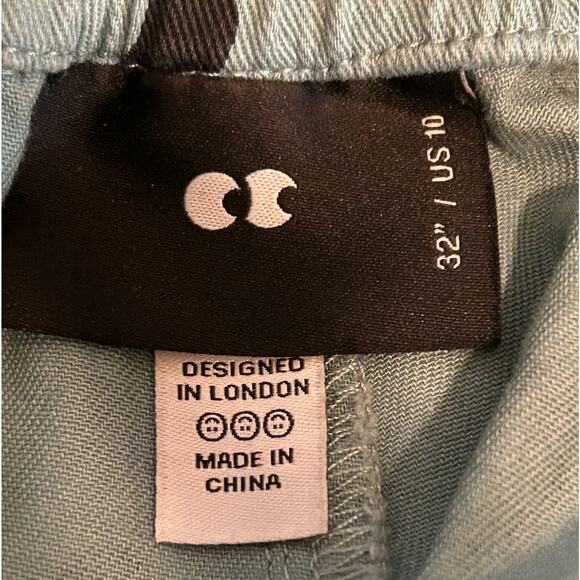 32" / US 10
DESIGNED
IN LONDON
MADE IN
CHINA